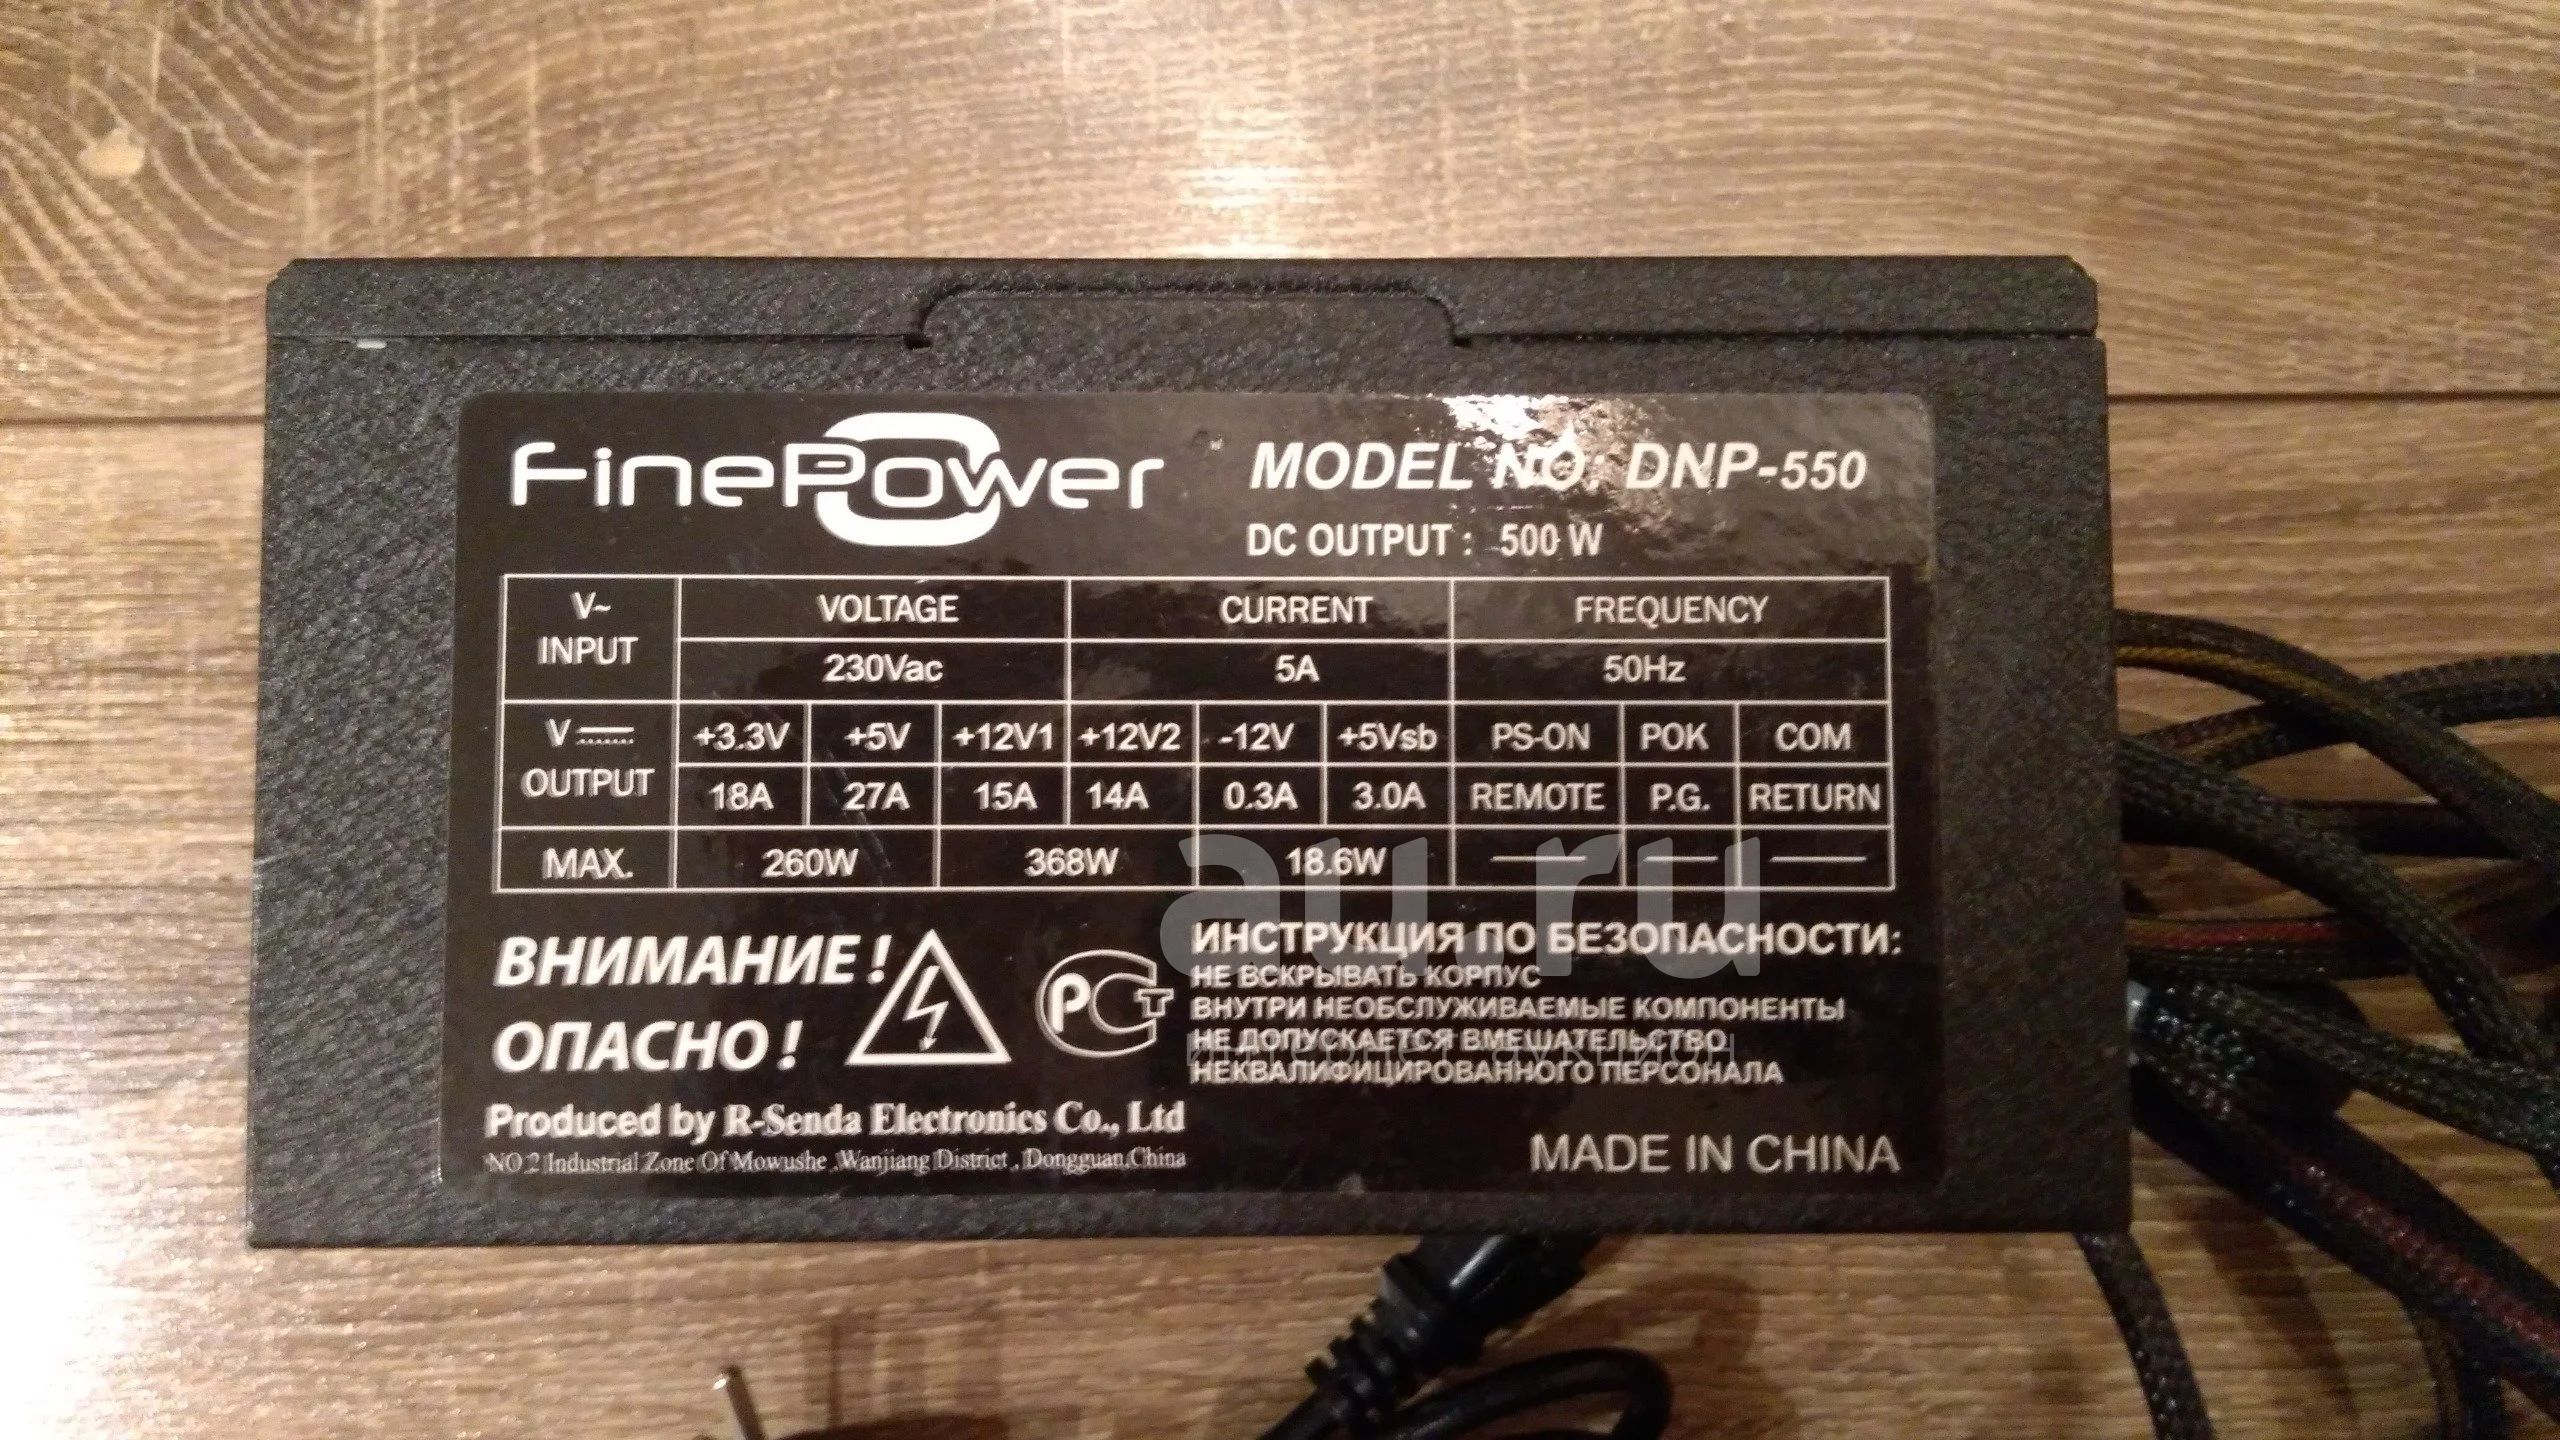 FinePower
MODEL NO: DNP-550
DC OUTPUT : 500 W
V~ INPUT VOLTAGE CURRENT FREQUENCY
230Vac 5A 50Hz
V OUTPUT +3.3V +5V +12V1 +12V2 -12V +5Vsb PS-ON POK COM
18A 27A 15A 14A 0.3A 3.0A REMOTE P.G. RETURN
MAX. 260W 368W 18.6W
ВНИМАНИЕ!
ОПАСНО!
РСТ
ИНСТРУКЦИЯ ПО БЕЗОПАСНОСТИ:
НЕ ВСКРЫВАТЬ КОРПУС
ВНУТРИ НЕОБСЛУЖИВАЕМЫЕ КОМПОНЕНТЫ
НЕ ДОПУСКАЕТСЯ ВМЕШАТЕЛЬСТВО
НЕКВАЛИФИЦИРОВАННОГО ПЕРСОНАЛА
Produced by R-Senda Electronics Co., Ltd
NO.2 Industrial Zone Of Mowushe ,Wanjiang District , Dongguan,China
MADE IN CHINA
au.ru
интернет-аукцион